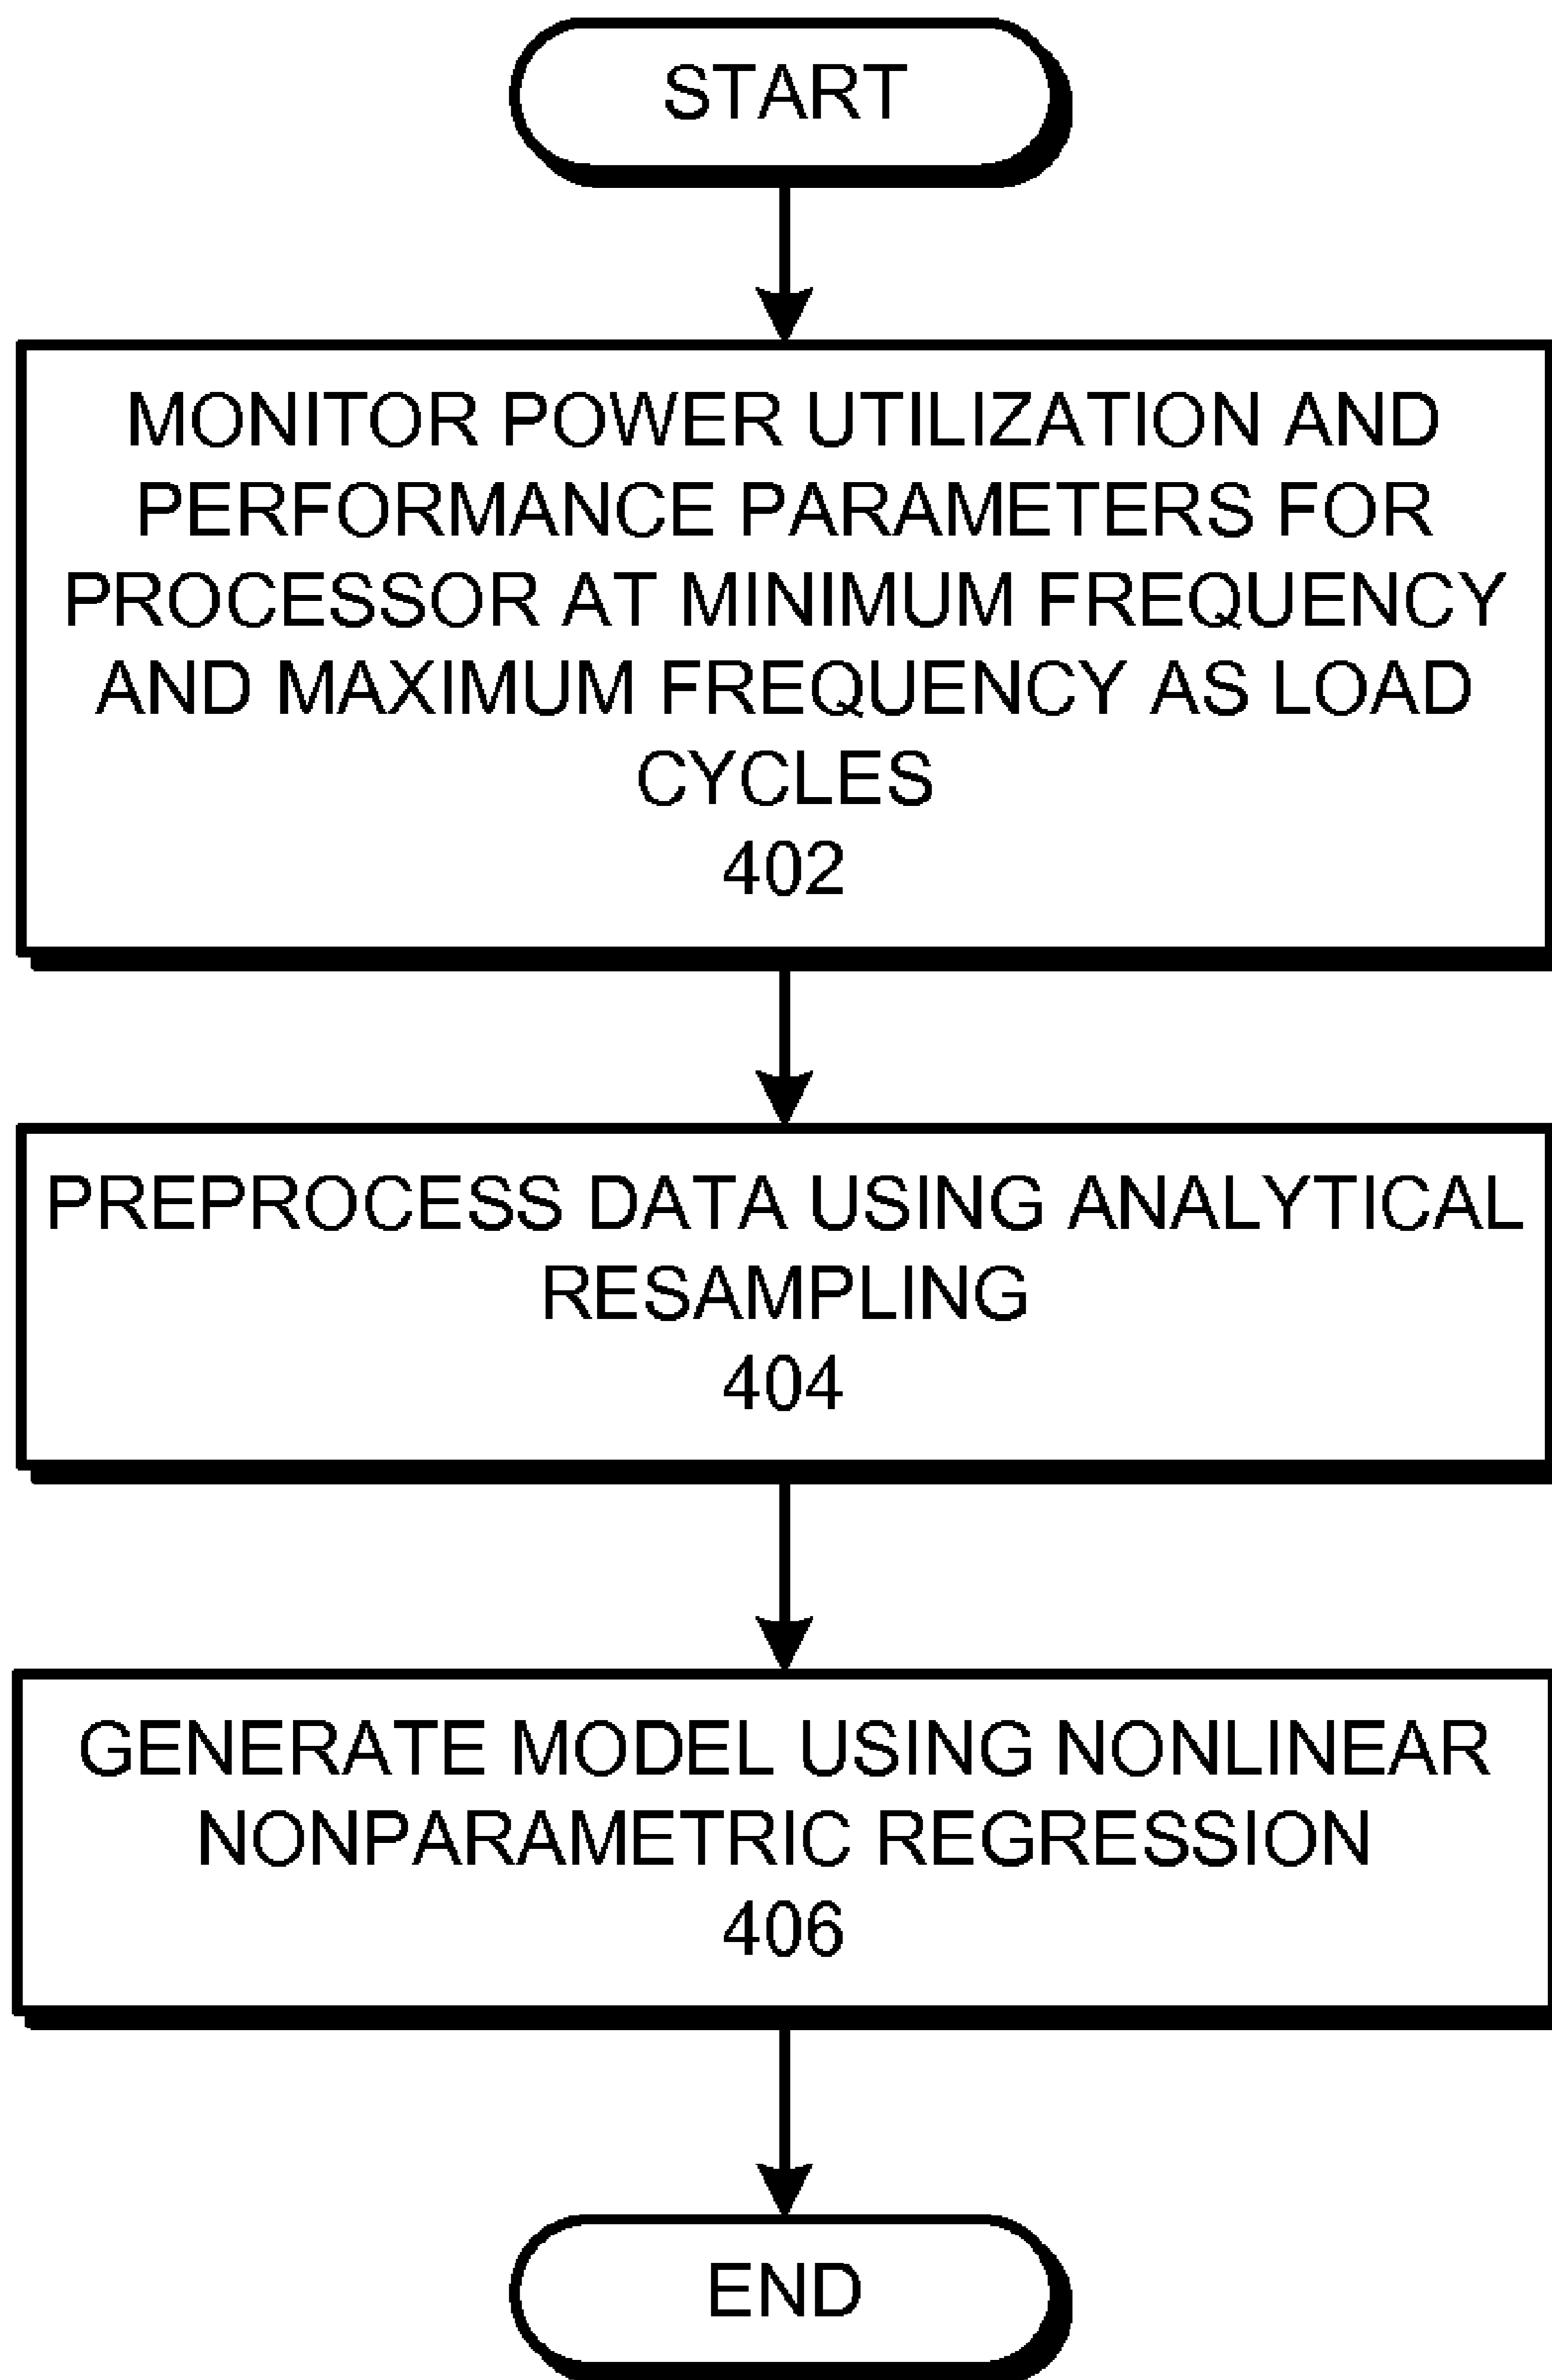 START
MONITOR POWER UTILIZATION AND
PERFORMANCE PARAMETERS FOR
PROCESSOR AT MINIMUM FREQUENCY
AND MAXIMUM FREQUENCY AS LOAD
CYCLES
402
PREPROCESS DATA USING ANALYTICAL
RESAMPLING
404
GENERATE MODEL USING NONLINEAR
NONPARAMETRIC REGRESSION
406
END